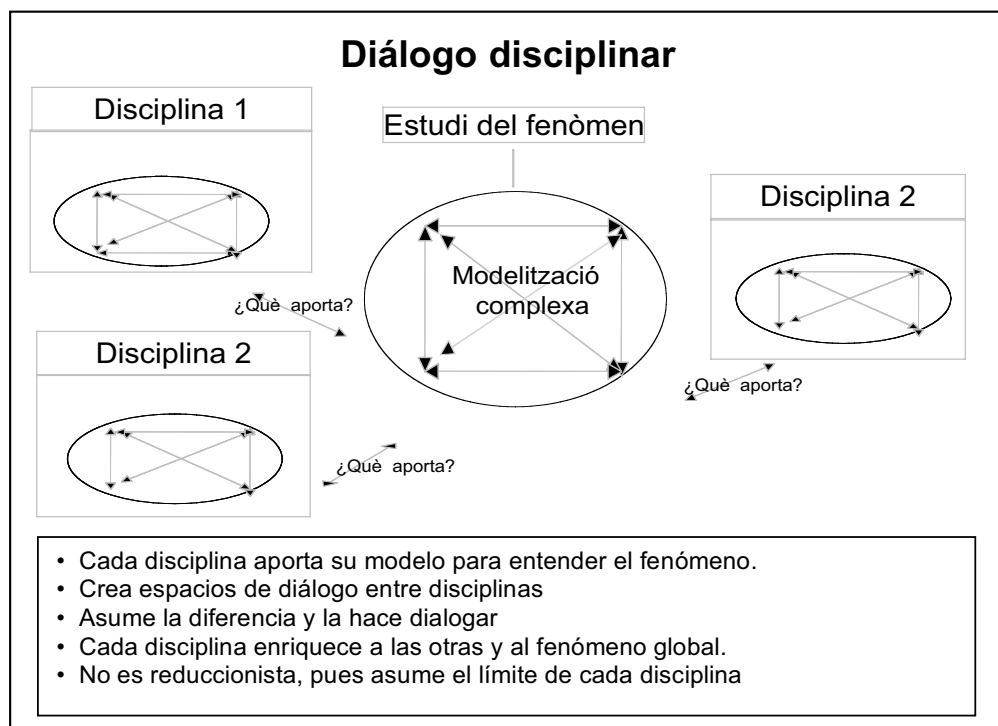 Diálogo disciplinar
Disciplina 1
Estudi del fenòmen
Disciplina 2
Modelització
complexa
¿Què aporta?
Disciplina 2
¿Què aporta?
¿Què aporta?
• Cada disciplina aporta su modelo para entender el fenómeno.
• Crea espacios de diálogo entre disciplinas
• Asume la diferencia y la hace dialogar
• Cada disciplina enriquece a las otras y al fenómeno global.
• No es reduccionista, pues asume el límite de cada disciplina